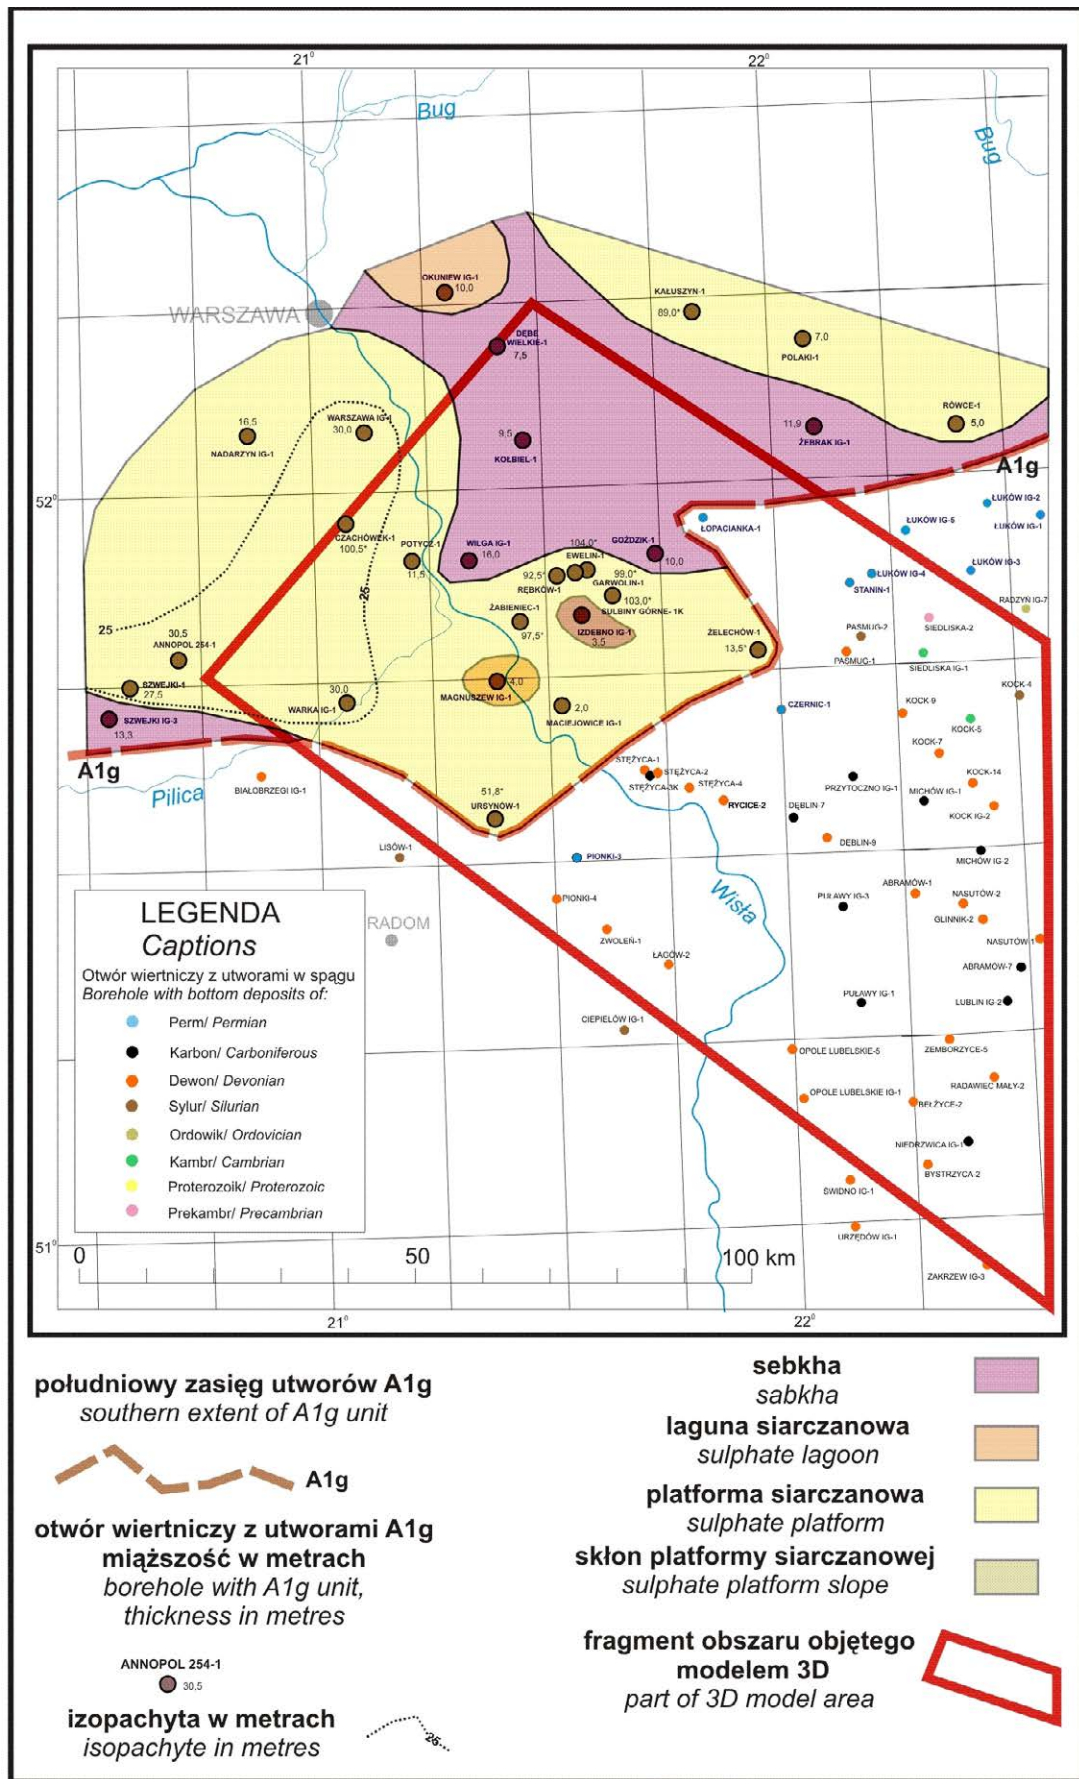 21⁰
22⁰
Bug
Bug
OKUNIEW IG-1
10,0
WARSZAWA
KAŁUSZYN-1
89,0*
DĘBE
WIELKIE-1
7,5
7,0
POLAKI-1
RÓWCE-1
5,0
16,5
NADARZYN IG-1
WARSZAWA IG-1
30,0
9,5
KOŁBIEL-1
11,9
ŻEBRAK IG-1
A1g
52⁰
ŁUKÓW IG-2
ŁUKÓW IG-1
ŁUKÓW IG-5
ŁOPACIANKA-1
CZACHÓWEK-1
100,5*
POTYCZ-1
11,5
WILGA IG-1
16,0
104,0*
EWELIN-1
GOŹDZIK-1
10,0
92,5*
RĘBKÓW-1
99,0*
GARWOLIN-1
103,0*
SULBINY GÓRNE- 1K
ŁUKÓW IG-3
ŁUKÓW IG-4
STANIN-1
RADZYŃ IG-7
25
25
ŻABIENIEC-1
97,5*
IZDEBNO IG-1
3,5
ŻELECHÓW-1
13,5*
PASMUG-2
PASMUG-1
SIEDLISKA-2
SIEDLISKA IG-1
30,5
ANNOPOL 254-1
SZWEJKI-1
27,5
4,0
MAGNUSZEW IG-1
KOCK-4
30,0
WARKA IG-1
2,0
MACIEJOWICE IG-1
CZERNIC-1
KOCK 9
KOCK-5
SZWEJKI IG-3
13,3
KOCK-7
A1g
STĘŻYCA-1
STĘŻYCA-2
STĘŻYCA-3K
STĘŻYCA-4
RYCICE-2
PRZYTOCZNO IG-1
KOCK-14
MICHÓW IG-1
KOCK IG-2
BIAŁOBRZEGI IG-1
Pilica
51,8*
URSYNÓW-1
DĘBLIN-7
DĘBLIN-9
LISÓW-1
PIONKI-3
MICHÓW IG-2
PIONKI-4
Wisła
PUŁAWY IG-3
ABRAMÓW-1
NASUTÓW-2
GLINNIK-2
LEGENDA
Captions
RADOM
ZWOLEŃ-1
NASUTÓW-1
ŁAGÓW-2
ABRAMÓW-7
Otwór wiertniczy z utworami w spągu
Borehole with bottom deposits of:
PUŁAWY IG-1
LUBLIN IG-2
Perm/ Permian
CIEPIELÓW IG-1
Karbon/ Carboniferous
OPOLE LUBELSKIE-5
ZEMBORZYCE-5
Dewon/ Devonian
RADAWIEC MAŁY-2
Sylur/ Silurian
OPOLE LUBELSKIE IG-1
BEŁŻYCE-2
Ordowik/ Ordovician
NIEDRZWICA IG-1
Kambr/ Cambrian
BYSTRZYCA-2
Proterozoik/ Proterozoic
ŚWIDNO IG-1
Prekambr/ Precambrian
URZĘDÓW IG-1
51⁰
0
50
100 km
ZAKRZEW IG-3
21⁰
22⁰
południowy zasięg utworów A1g
southern extent of A1g unit
A1g
otwór wiertniczy z utworami A1g
miąższość w metrach
borehole with A1g unit,
thickness in metres
ANNOPOL 254-1
30.5
izopachyta w metrach
isopachyte in metres
25
sebkha
sabkha
laguna siarczanowa
sulphate lagoon
platforma siarczanowa
sulphate platform
skłon platformy siarczanowej
sulphate platform slope
fragment obszaru objętego
modelem 3D
part of 3D model area